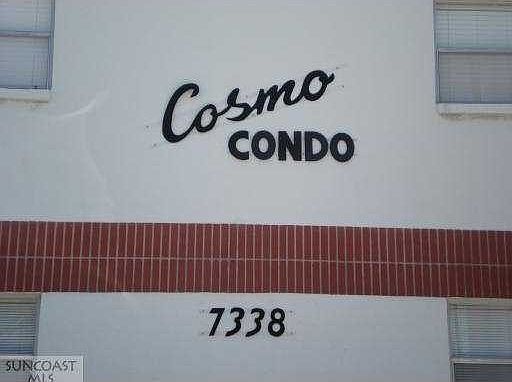 Cosmo
CONDO
7338
SUNCOAST
MLS